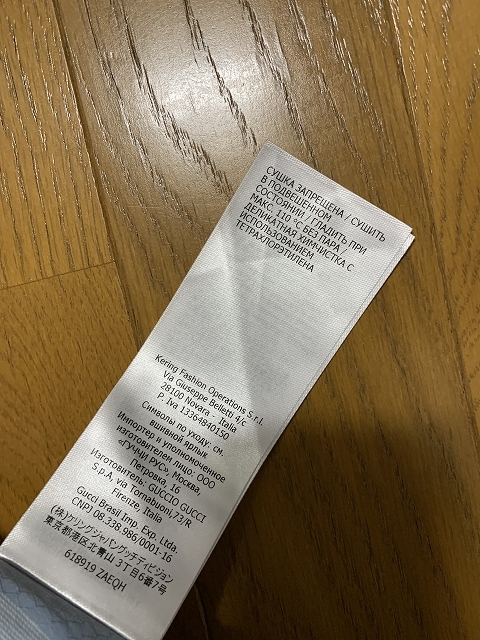 СУШКА ЗАПРЕЩЕНА / СУШИТЬ
В ПОДВЕШЕННОМ
СОСТОЯНИИ / ГЛАДИТЬ ПРИ
МАКС. 110 °C БЕЗ ПАРА /
ДЕЛИКАТНАЯ ХИМЧИСТКА С
ИСПОЛЬЗОВАНИЕМ
ТЕТРАХЛОРЭТИЛЕНА
Kering Fashion Operations S.r.l.
Via Giuseppe Belletti 4/c
28100 Novara - Italia
P. Iva 13364840150
Символы по уходу: см.
вшивной ярлык
Импортер и уполномоченное
изготовителем лицо: ООО
«ГУЧЧИ РУС», Москва,
Петровка, 16
Изготовитель: GUCCIO GUCCI
S.p.A, via Tornabuoni,73/R
Firenze, Italia
Gucci Brasil Imp. Exp. Ltda.
CNPJ 08.338.986/0001-16
(株)ケリングジャパングッチディビジョン
東京都港区北青山 3丁目6番7号
618919 ZAEQH